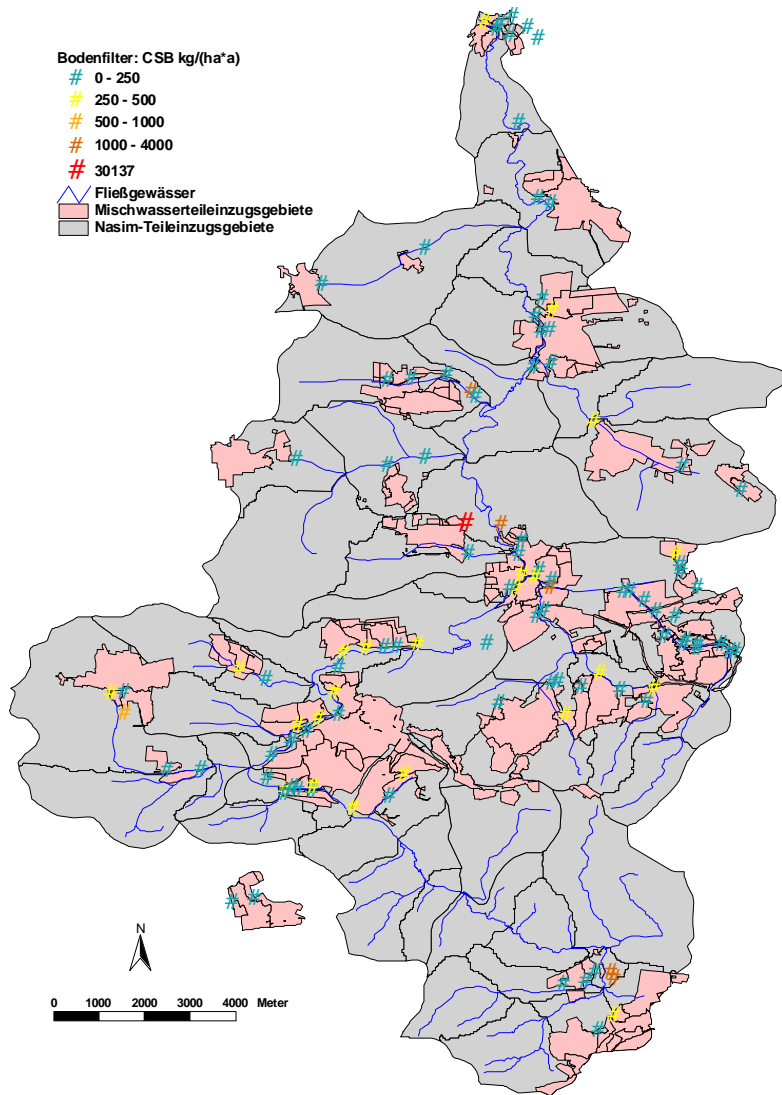 Bodenfilter: CSB kg/(ha*a)
# 0 - 250
# 250 - 500
# 500 - 1000
# 1000 - 4000
# 30137
Fließgewässer
Mischwasserteileinzugsgebiete
Nasim-Teileinzugsgebiete
N
0 1000 2000 3000 4000 Meter